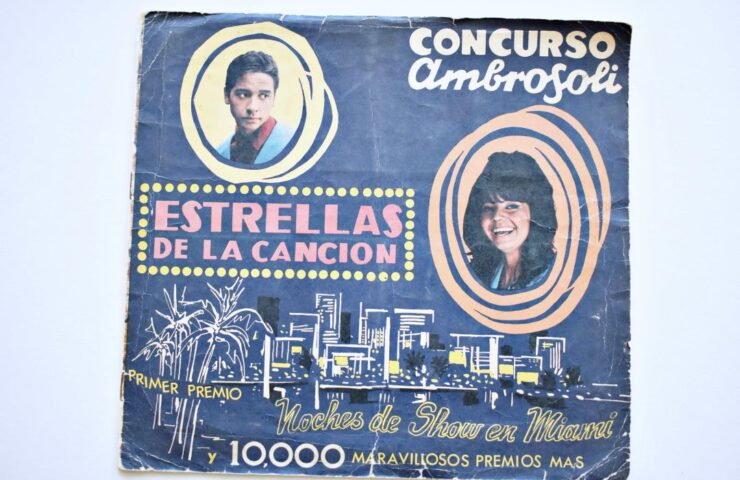 CONCURSO
Ambrosoli
ESTRELLAS
DE LA CANCION
PRIMER PREMIO
Noches de Show en Miami
y 10,000 MARAVILLOSOS PREMIOS MAS